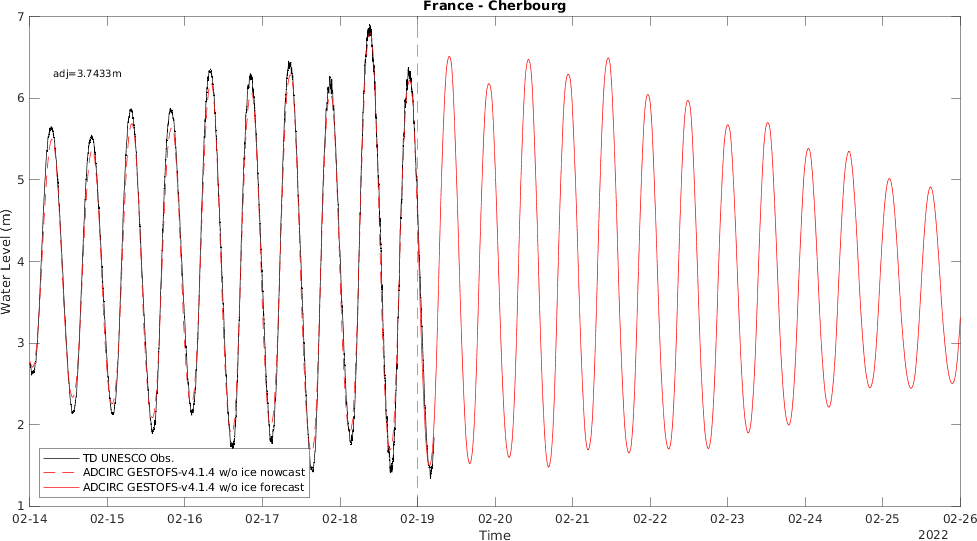 France - Cherbourg
7
adj=3.7433m
6
5
4
3
2
1
Water Level (m)
TD UNESCO Obs.
ADCIRC GESTOFS-v4.1.4 w/o ice nowcast
ADCIRC GESTOFS-v4.1.4 w/o ice forecast
02-14 02-15 02-16 02-17 02-18 02-19 02-20 02-21 02-22 02-23 02-24 02-25 02-26
Time
2022